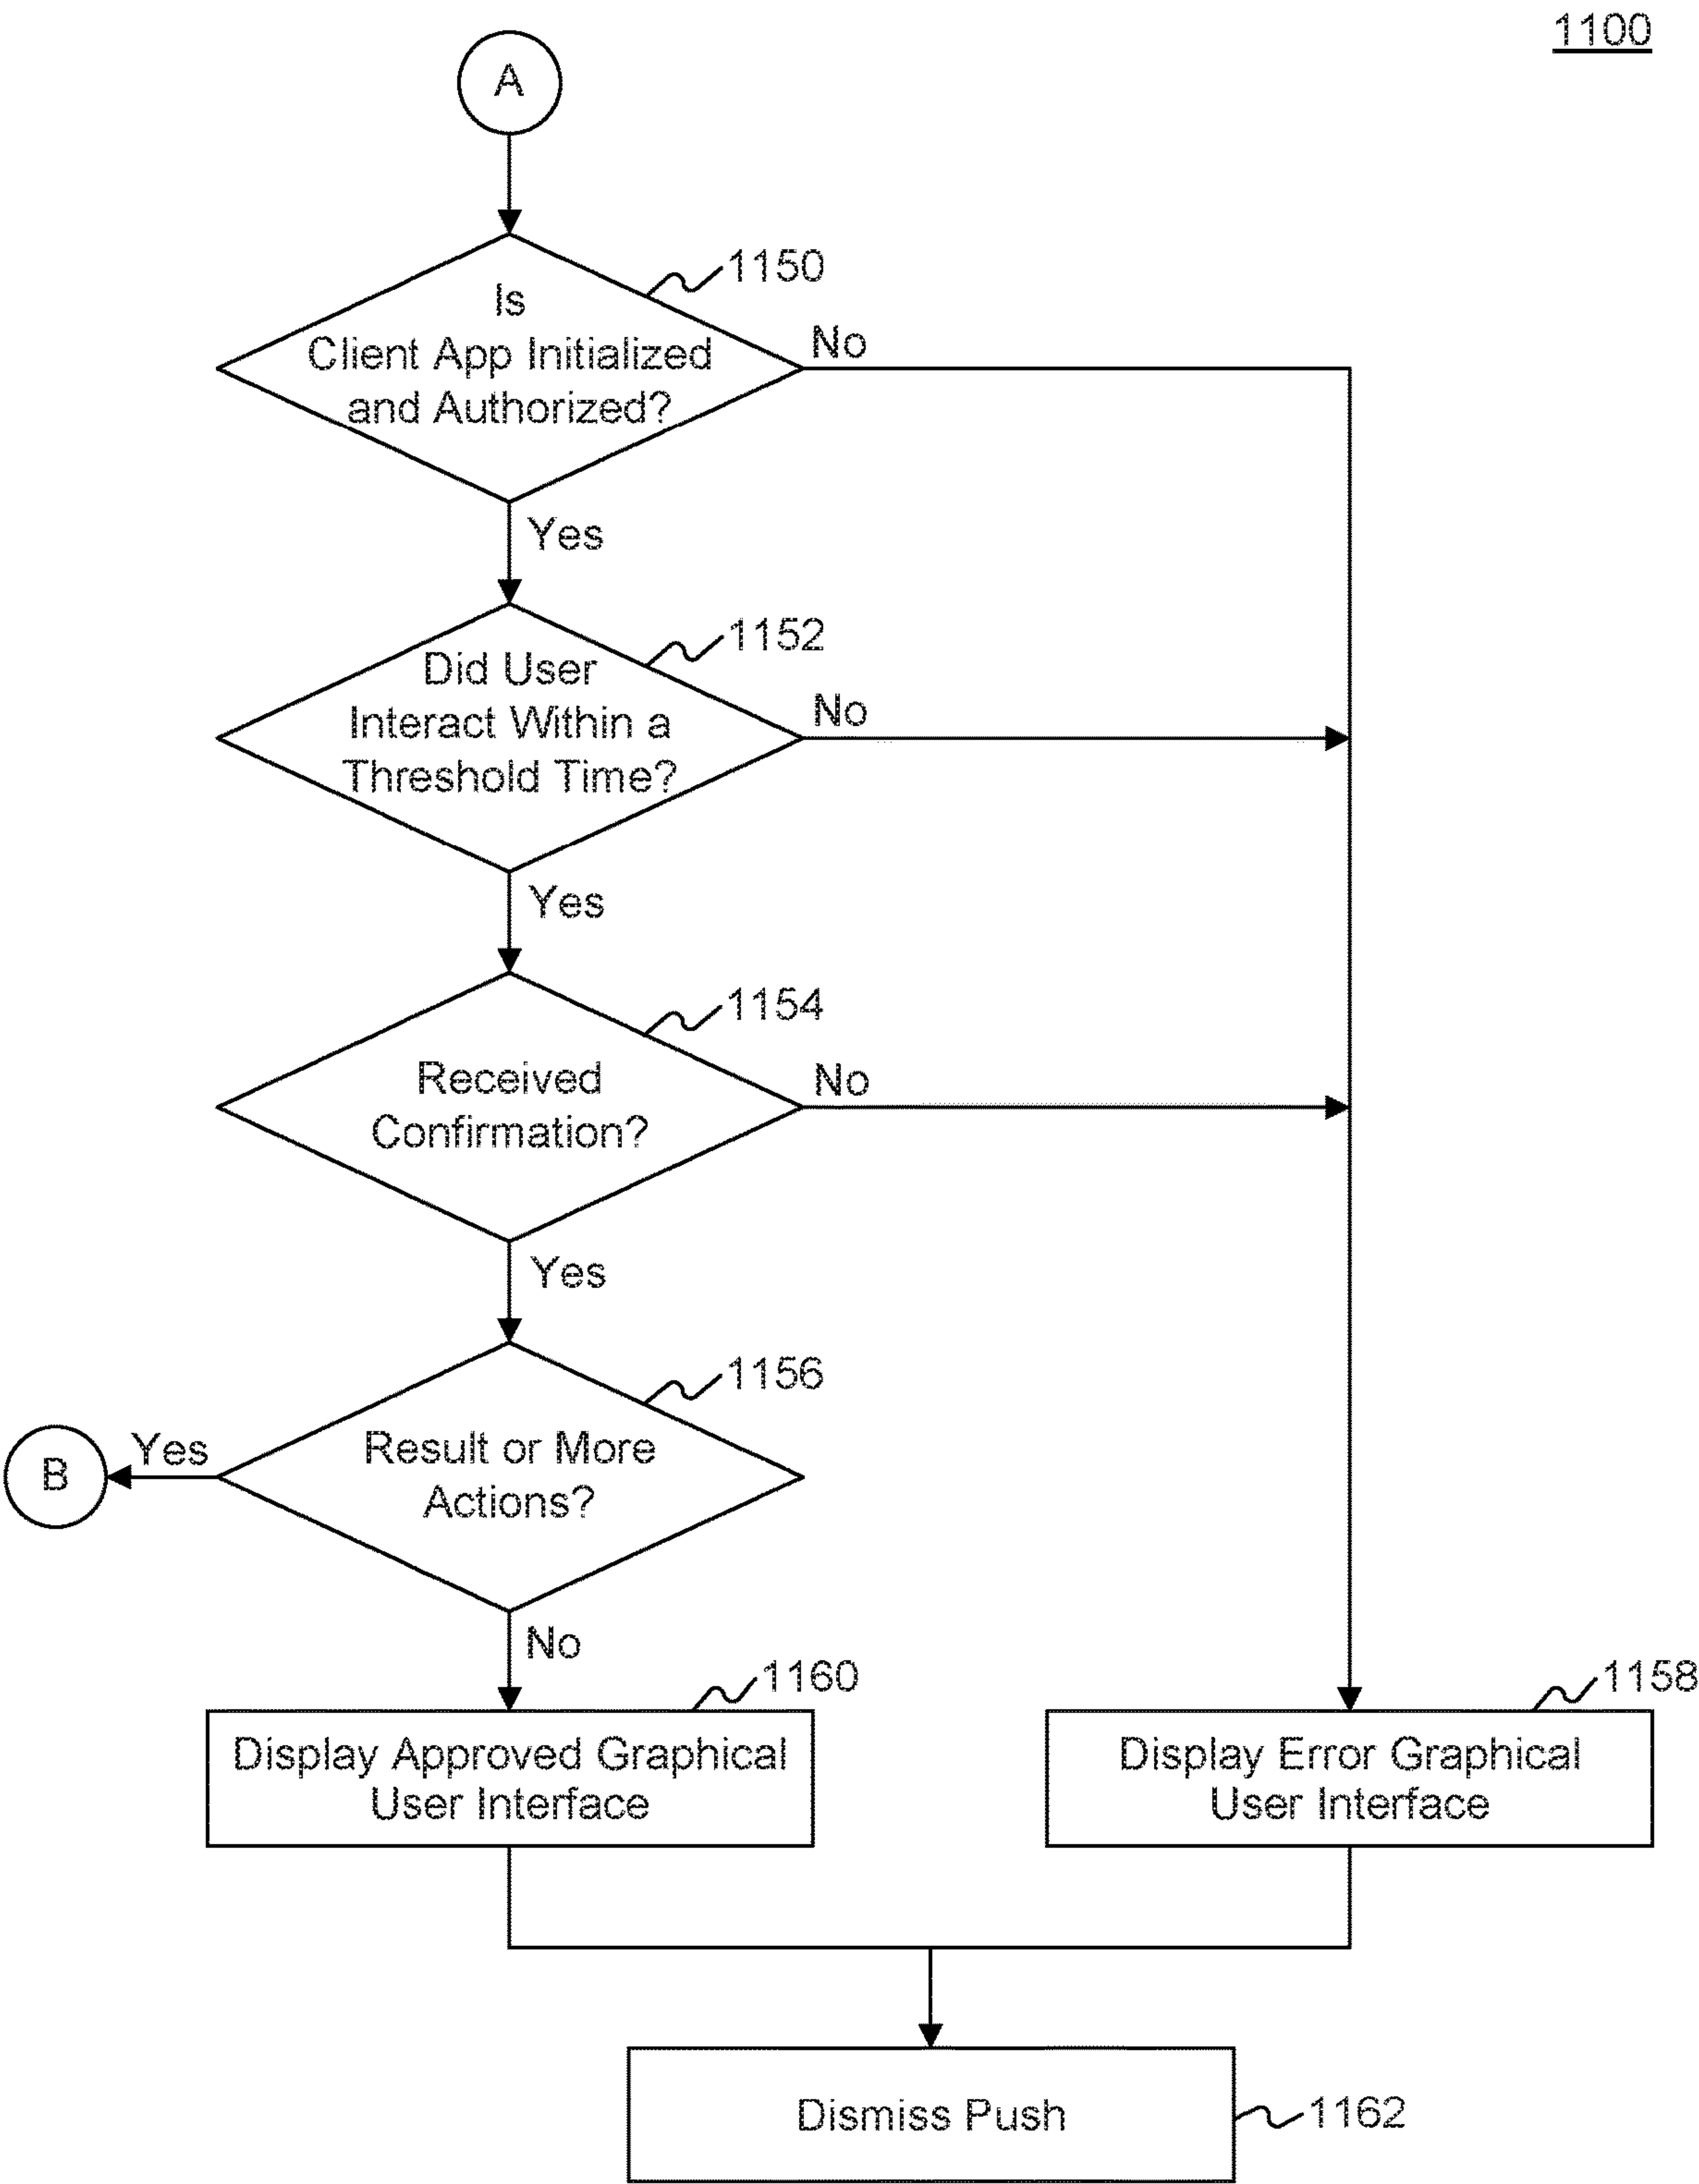 1100
A
1150
Is
Client App Initialized
and Authorized?
No
Yes
1152
Did User
Interact Within a
Threshold Time?
No
Yes
1154
Received
Confirmation?
No
Yes
1156
Result or More
Actions?
Yes
B
No
1160
Display Approved Graphical
User Interface
1158
Display Error Graphical
User Interface
Dismiss Push
1162